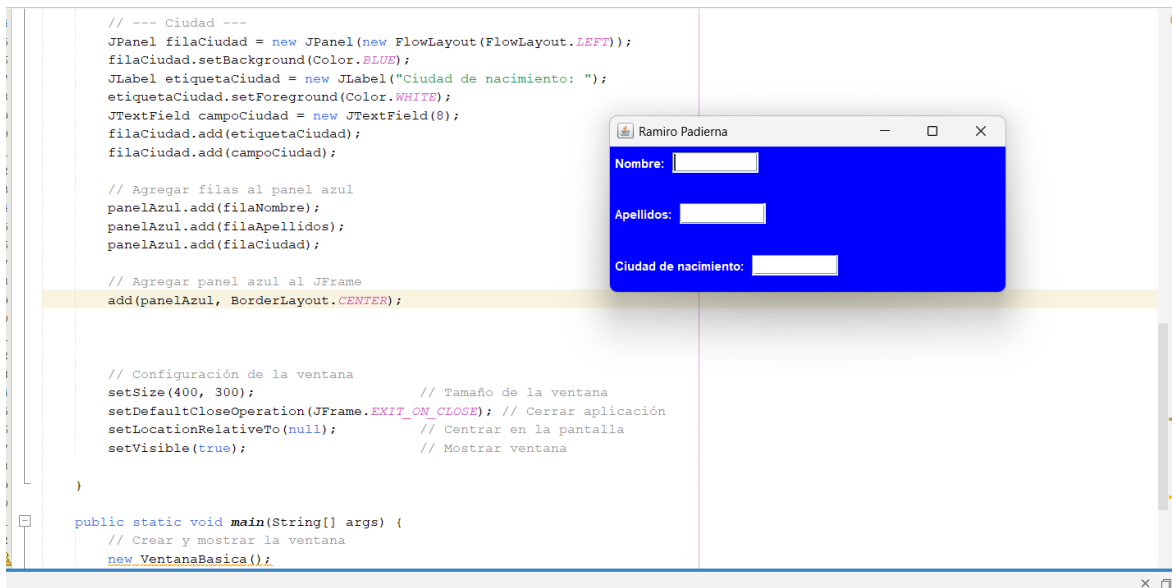 // --- Ciudad ---
JPanel filaCiudad = new JPanel(new FlowLayout(FlowLayout.LEFT));
filaCiudad.setBackground(Color.BLUE);
JLabel etiquetaCiudad = new JLabel("Ciudad de nacimiento: ");
etiquetaCiudad.setForeground(Color.WHITE);
JTextField campoCiudad = new JTextField(8);
filaCiudad.add(etiquetaCiudad);
filaCiudad.add(campoCiudad);
// Agregar filas al panel azul
panelAzul.add(filaNombre);
panelAzul.add(filaApellidos);
panelAzul.add(filaCiudad);
// Agregar panel azul al JFrame
add(panelAzul, BorderLayout.CENTER);
// Configuración de la ventana
setSize(400, 300); // Tamaño de la ventana
setDefaultCloseOperation(JFrame.EXIT_ON_CLOSE); // Cerrar aplicación
setLocationRelativeTo(null); // Centrar en la pantalla
setVisible(true); // Mostrar ventana
}
public static void main(String[] args) {
// Crear y mostrar la ventana
new VentanaBasica();
Ramiro Padierna
Nombre:
Apellidos:
Ciudad de nacimiento: